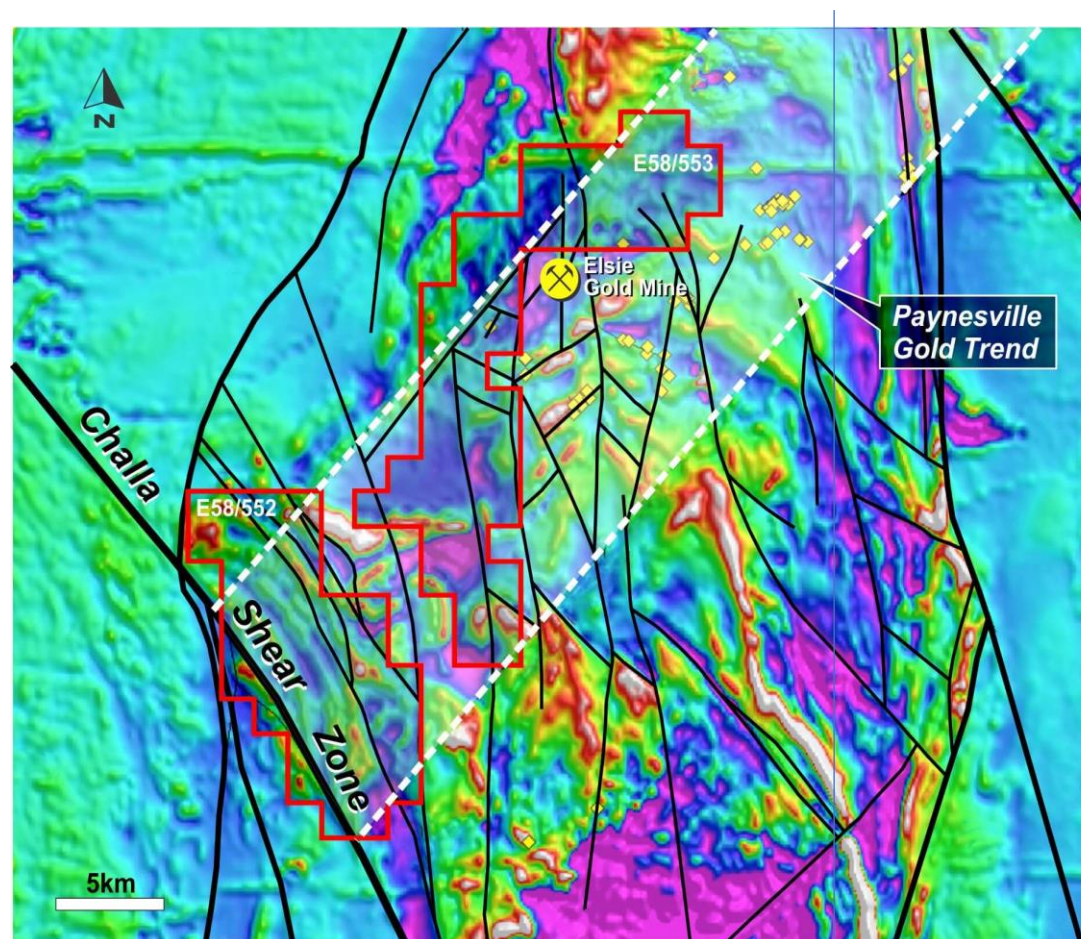 N
E58/553
Elsie
Gold Mine
Paynesville
Gold Trend
Challa
E58/552
Shear
Zone
5km